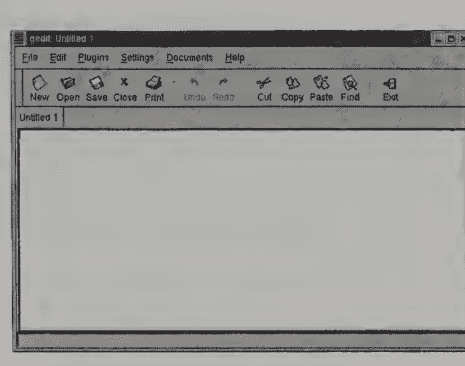 gedit: Untitled 1
File Edit Plugins Settings Documents Help
New Open Save Close Print Undo Redo Cut Copy Paste Find Exit
Untitled 1